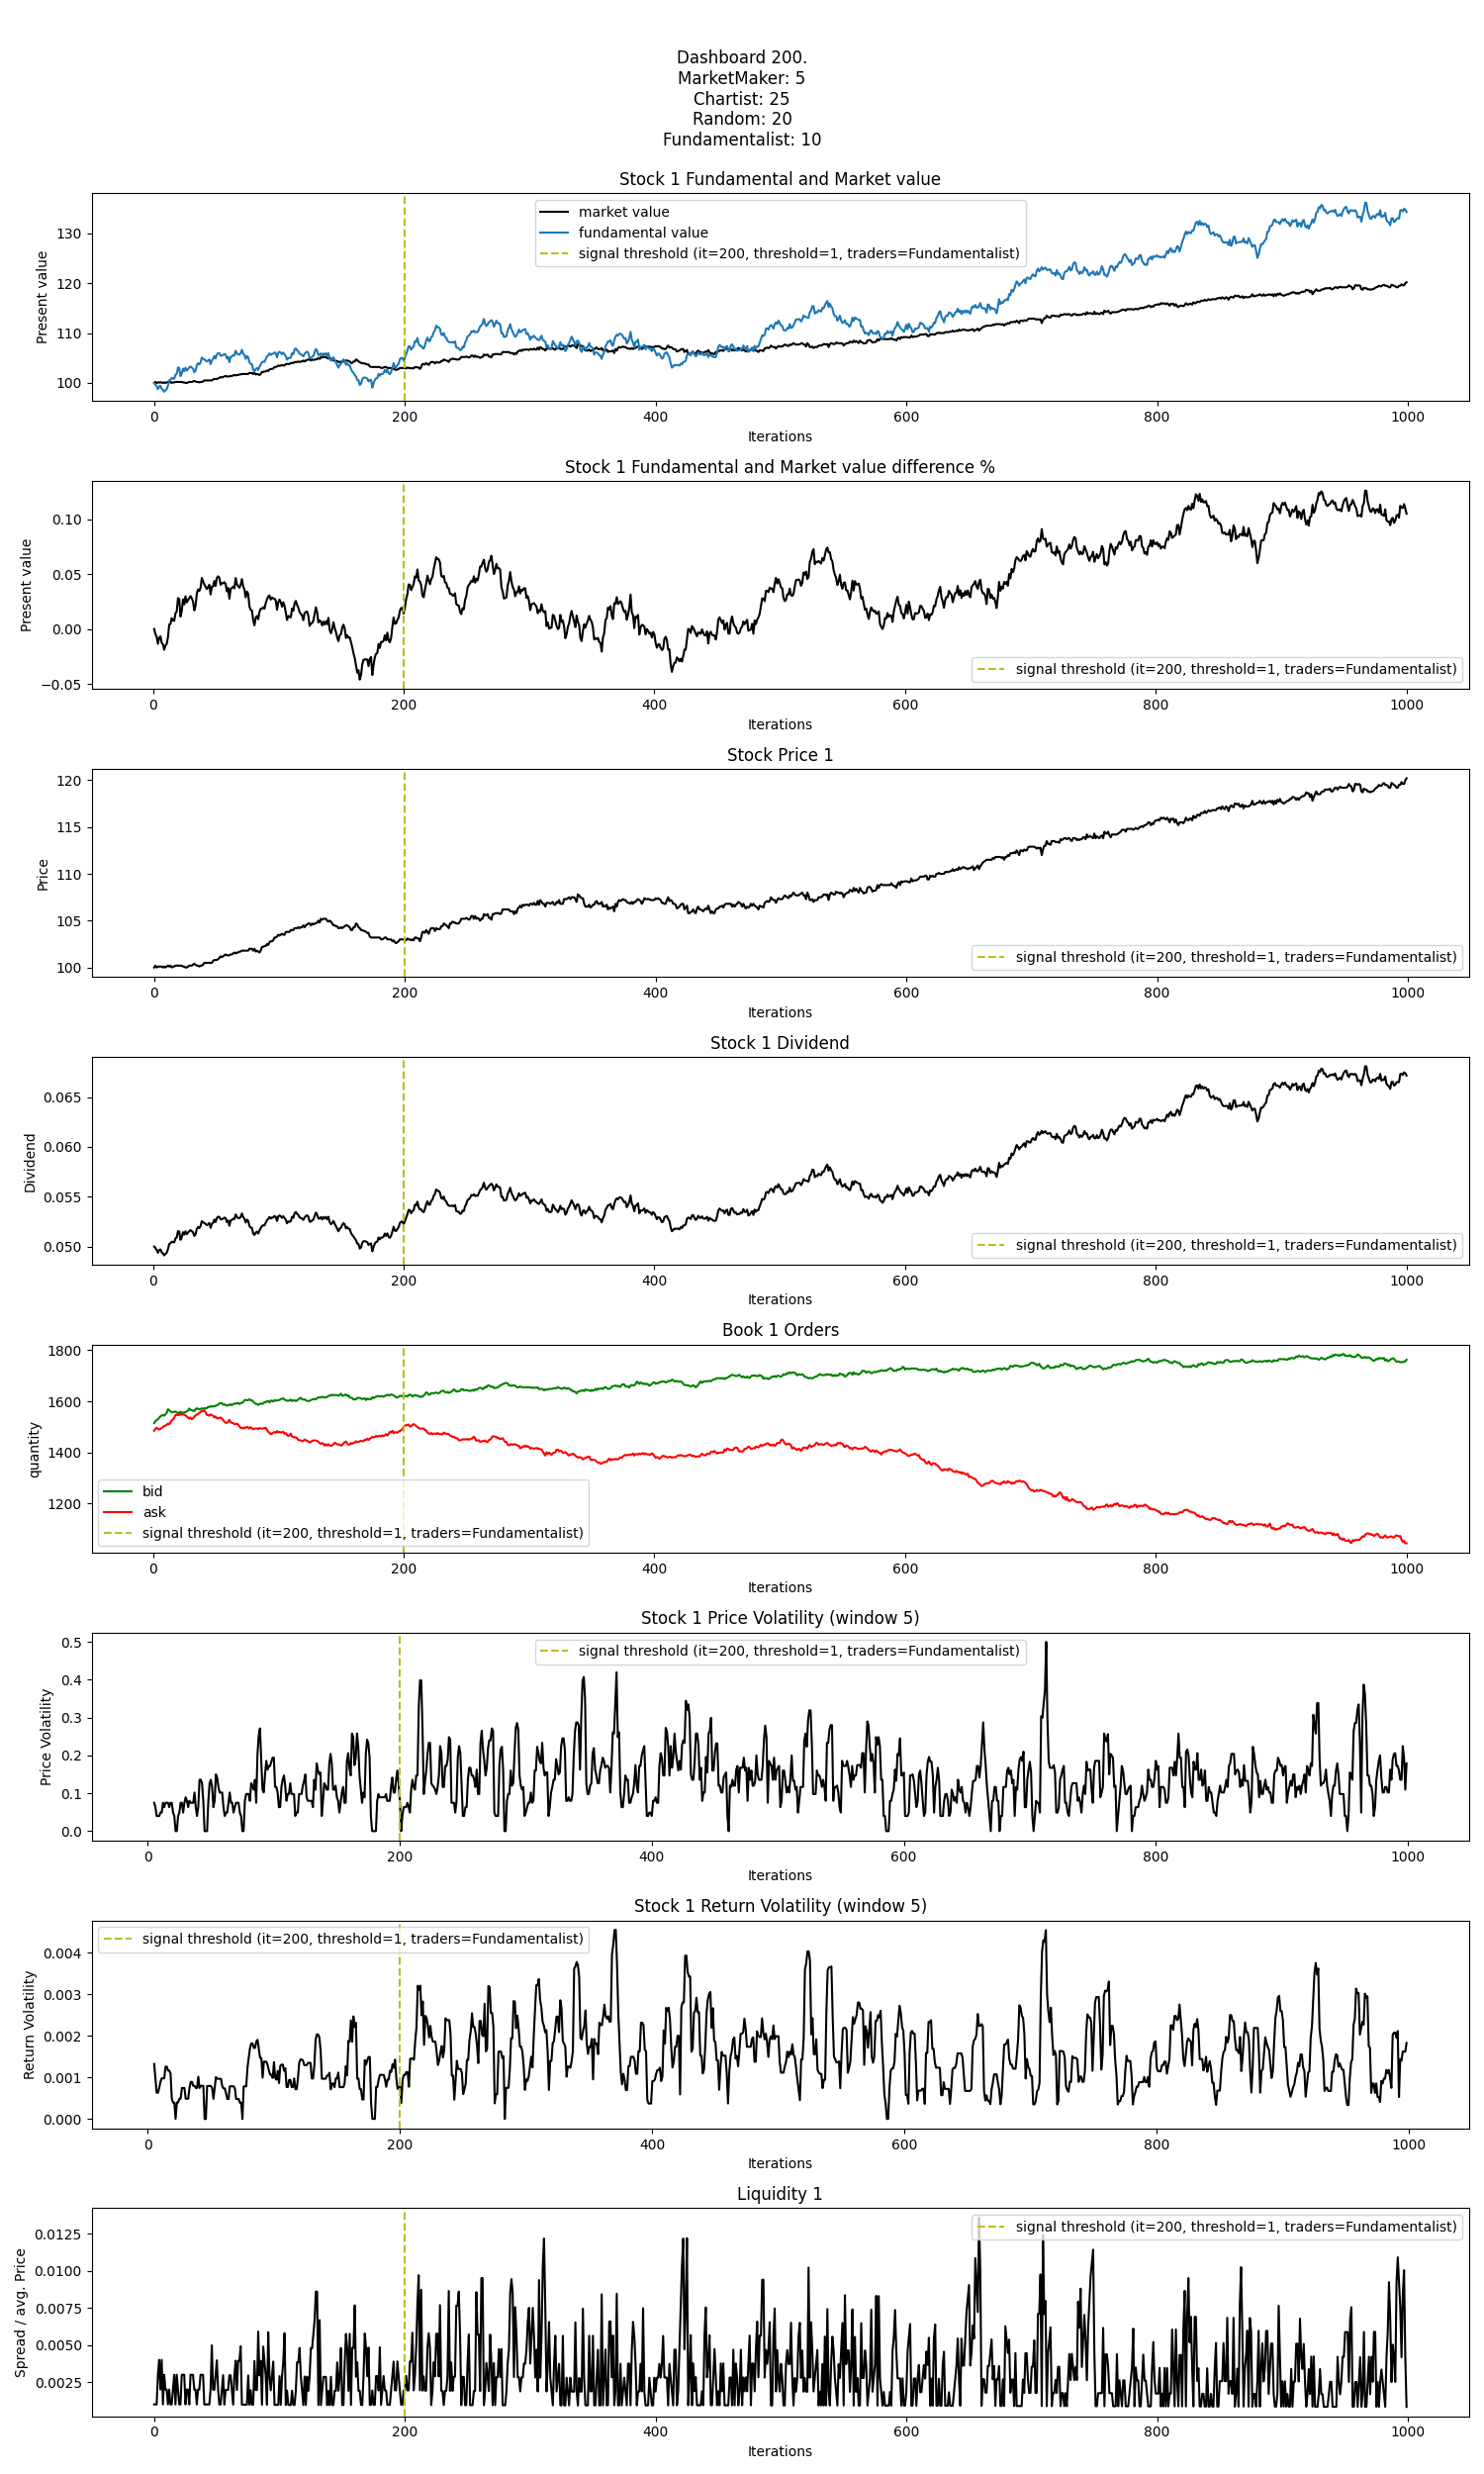 Dashboard 200.
MarketMaker: 5
Chartist: 25
Random: 20
Fundamentalist: 10
Stock 1 Fundamental and Market value
market value
fundamental value
signal threshold (it=200, threshold=1, traders=Fundamentalist)
Present value
130
120
110
100
0 200 400 600 800 1000
Iterations
Stock 1 Fundamental and Market value difference %
Present value
0.10
0.05
0.00
−0.05
signal threshold (it=200, threshold=1, traders=Fundamentalist)
0 200 400 600 800 1000
Iterations
Stock Price 1
Price
120
115
110
105
100
signal threshold (it=200, threshold=1, traders=Fundamentalist)
0 200 400 600 800 1000
Iterations
Stock 1 Dividend
Dividend
0.065
0.060
0.055
0.050
signal threshold (it=200, threshold=1, traders=Fundamentalist)
0 200 400 600 800 1000
Iterations
Book 1 Orders
quantity
1800
1600
1400
1200
bid
ask
signal threshold (it=200, threshold=1, traders=Fundamentalist)
0 200 400 600 800 1000
Iterations
Stock 1 Price Volatility (window 5)
signal threshold (it=200, threshold=1, traders=Fundamentalist)
Price Volatility
0.5
0.4
0.3
0.2
0.1
0.0
0 200 400 600 800 1000
Iterations
Stock 1 Return Volatility (window 5)
signal threshold (it=200, threshold=1, traders=Fundamentalist)
Return Volatility
0.004
0.003
0.002
0.001
0.000
0 200 400 600 800 1000
Iterations
Liquidity 1
signal threshold (it=200, threshold=1, traders=Fundamentalist)
Spread / avg. Price
0.0125
0.0100
0.0075
0.0050
0.0025
0 200 400 600 800 1000
Iterations